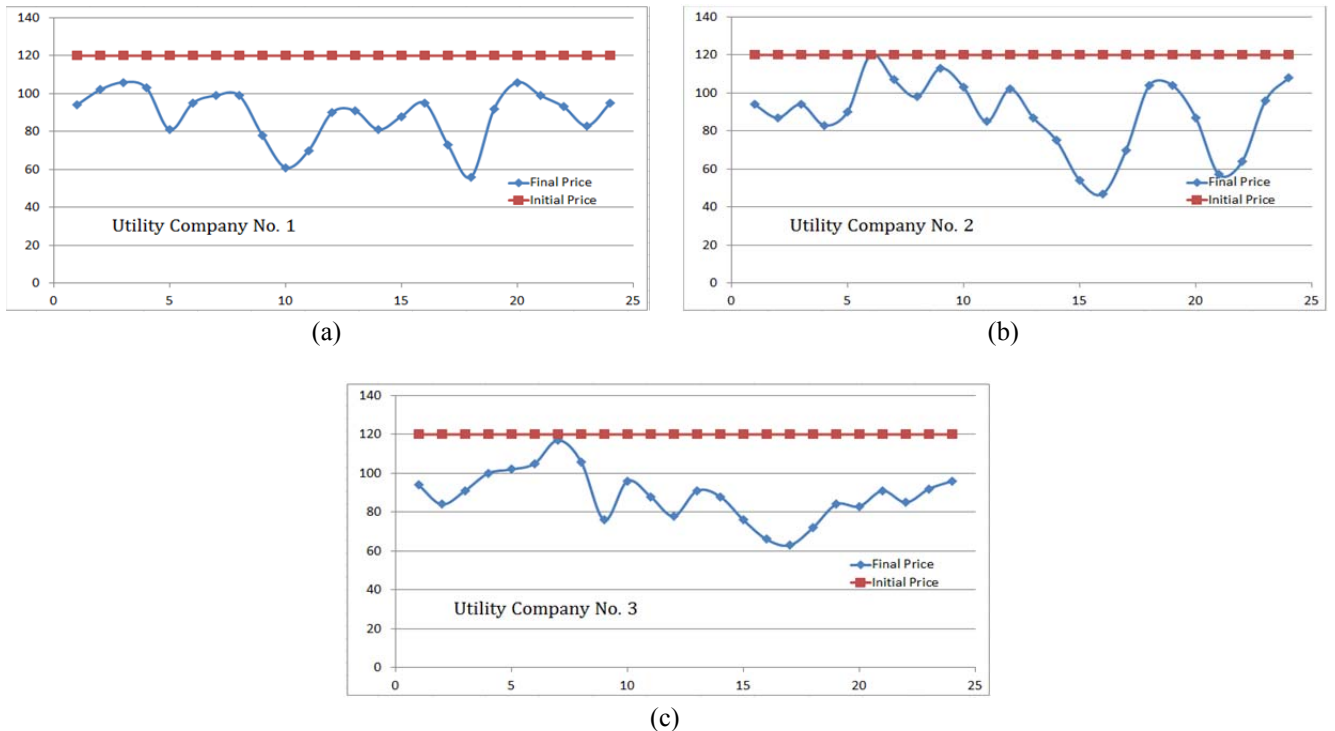 140
120
100
80
60
40
20
0
Final Price
Initial Price
Utility Company No. 1
0 5 10 15 20 25
(a)
140
120
100
80
60
40
20
0
Final Price
Initial Price
Utility Company No. 2
0 5 10 15 20 25
(b)
140
120
100
80
60
40
20
0
Final Price
Initial Price
Utility Company No. 3
0 5 10 15 20 25
(c)